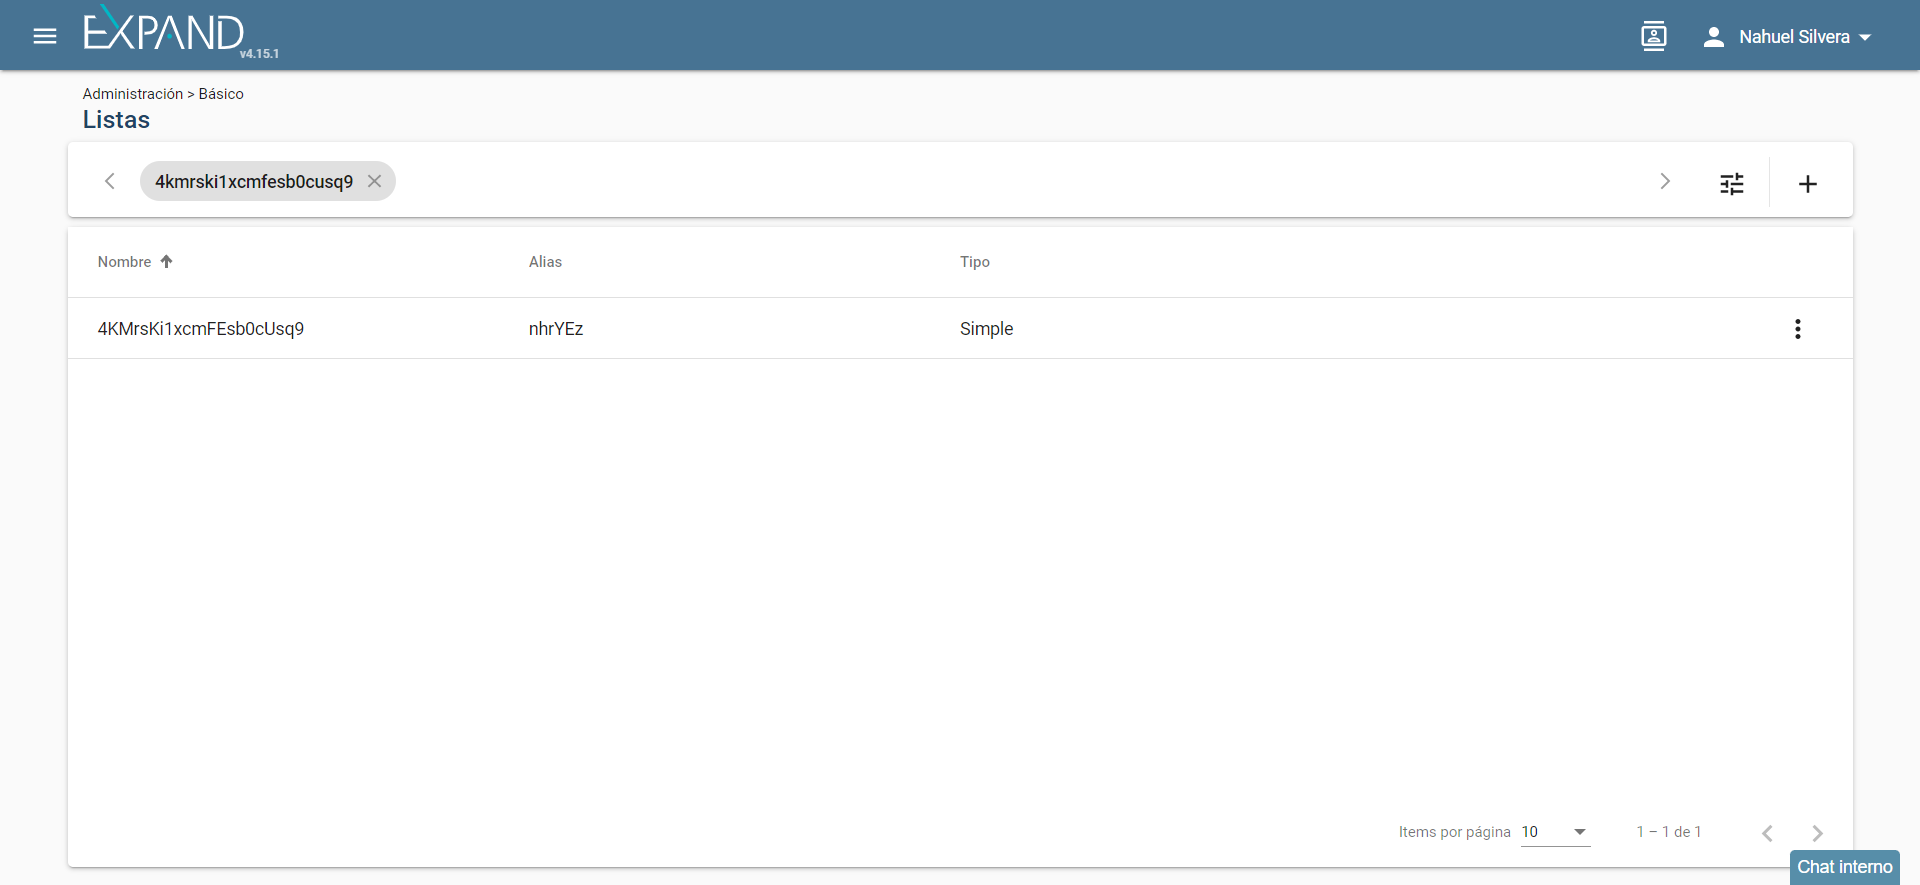 EXPAND
v4.15.1
Nahuel Silvera
Administración > Básico
Listas
4kmrski1xcmfesb0cusq9
Nombre Alias Tipo
4KMrsKi1xcmFEsb0cUsq9 nhrYEz Simple
Items por página 10 1 – 1 de 1
Chat interno